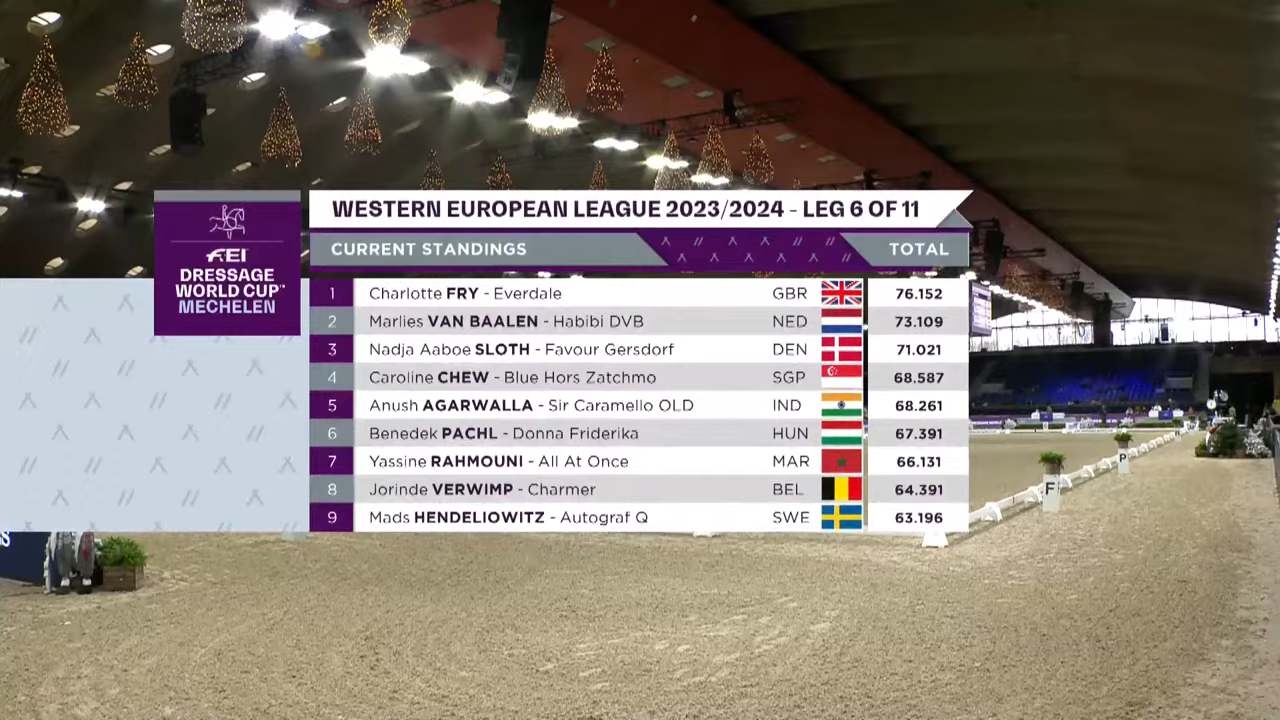 WESTERN EUROPEAN LEAGUE 2023/2024 - LEG 6 OF 11
FEI
DRESSAGE
WORLD CUP™
MECHELEN
CURRENT STANDINGS TOTAL
1 Charlotte FRY - Everdale GBR 76.152
2 Marlies VAN BAALEN - Habibi DVB NED 73.109
3 Nadja Aaboe SLOTH - Favour Gersdorf DEN 71.021
4 Caroline CHEW - Blue Hors Zatchmo SGP 68.587
5 Anush AGARWALLA - Sir Caramello OLD IND 68.261
6 Benedek PACHL - Donna Friderika HUN 67.391
7 Yassine RAHMOUNI - All At Once MAR 66.131
8 Jorinde VERWIMP - Charmer BEL 64.391
9 Mads HENDELIOWITZ - Autograf Q SWE 63.196
P
F